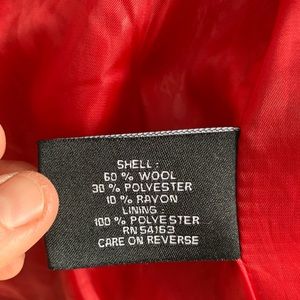 SHELL :
60 % WOOL
30 % POLYESTER
10 % RAYON
LINING :
100 % POLYESTER
RN 54163
CARE ON REVERSE